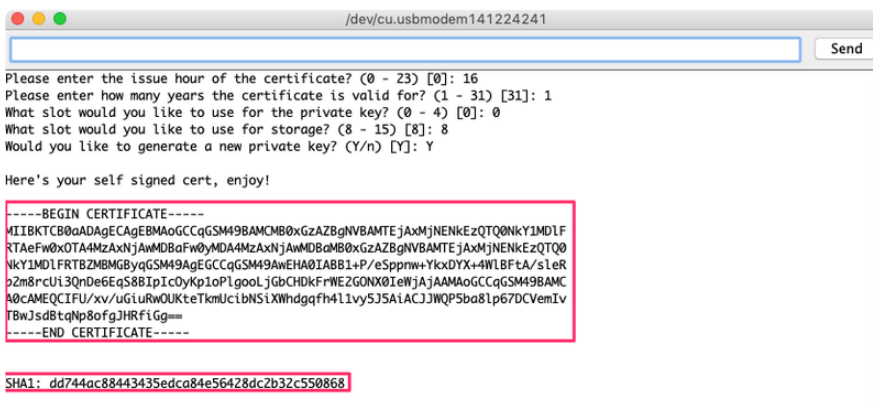 /dev/cu.usbmodem141224241
Send
Please enter the issue hour of the certificate? (0 - 23) [0]: 16
Please enter how many years the certificate is valid for? (1 - 31) [31]: 1
What slot would you like to use for the private key? (0 - 4) [0]: 0
What slot would you like to use for storage? (8 - 15) [8]: 8
Would you like to generate a new private key? (Y/n) [Y]: Y
Here's your self signed cert, enjoy!
-----BEGIN CERTIFICATE-----
MIIBKTCB0aADAgECAgEBMAoGCCqGSM49BAMCMB0xGzAZBgNVBAMTEjAxMjNENkEzQTQ0NkY1MDlF
RTAeFw0xOTA4MzAxNjAwMDBaFw0yMDA4MzAxNjAwMDBaMB0xGzAZBgNVBAMTEjAxMjNENkEzQTQ0
NkY1MDlFRTBZMBMGByqGSM49AgEGCCqGSM49AwEHA0IABB1+P/eSppnw+YkxDYX+4WlBFtA/sleR
b2m8rcUi3QnDe6EqS8BIpIcOyKp1oPlgooLjGbCHDkFrWE2GONX0IeWjAjAAMAoGCCqGSM49BAMC
A0cAMEQCIFU/xv/uGiuRwOUKteTkmUcibNSiXWhdgqfh4l1vy5J5AiACJJWQP5ba8lp67DCVemIv
TBwJsdBtqNp8ofgJHRfiGg==
-----END CERTIFICATE-----
SHA1: dd744ac88443435edca84e56428dc2b32c550868